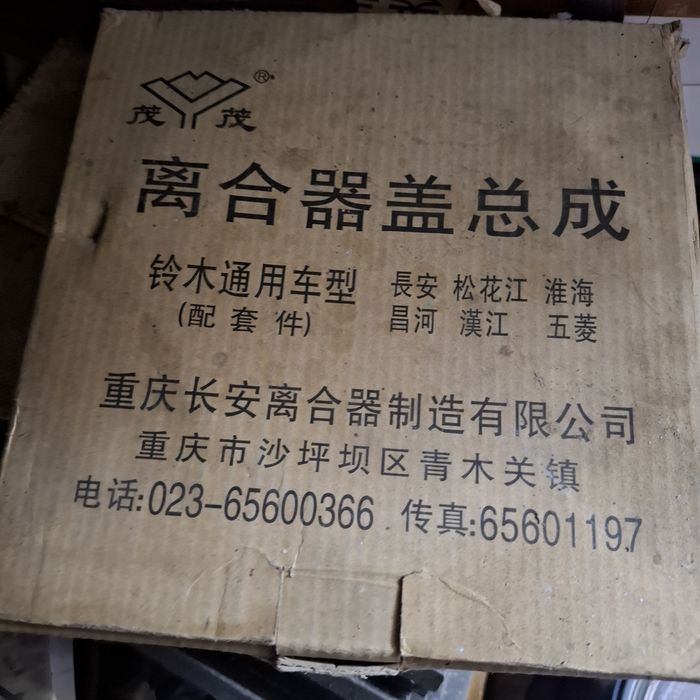 ®
茂 茂
离合器盖总成
铃木通用车型 長安 松花江 淮海
(配套件) 昌河 漢江 五菱
重庆长安离合器制造有限公司
重庆市沙坪坝区青木关镇
电话:023-65600366 传真:65601197